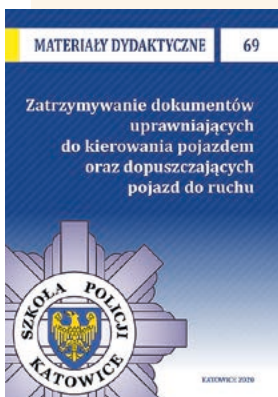 MATERIAŁY DYDAKTYCZNE 69
Zatrzymywanie dokumentów
uprawniających
do kierowania pojazdem
oraz dopuszczających
pojazd do ruchu
SZKOŁA POLICJI
KATOWICE
KATOWICE 2020